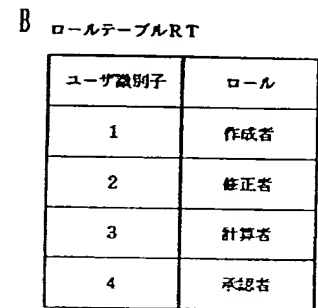 B ロールテーブルRT
ユーザ識別子 ロール
1 作成者
2 修正者
3 計算者
4 承認者